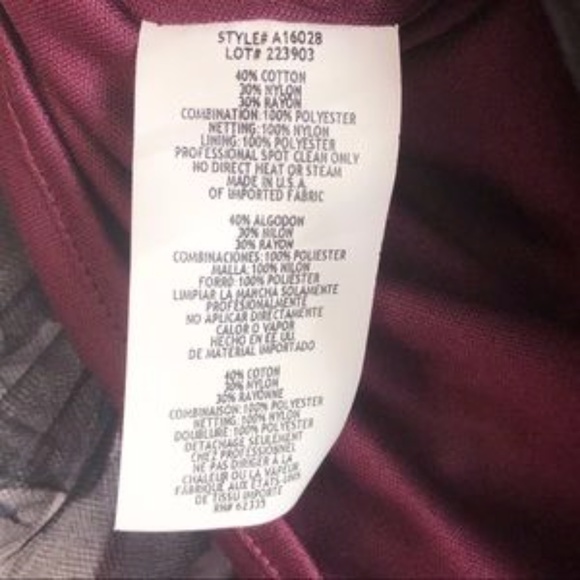 STYLE# A16028
LOT# 223903
40% COTTON
30% NYLON
30% RAYON
COMBINATION: 100% POLYESTER
NETTING: 100% NYLON
LINING: 100% POLYESTER
PROFESSIONAL SPOT CLEAN ONLY
NO DIRECT HEAT OR STEAM
MADE IN U.S.A.
OF IMPORTED FABRIC
40% ALGODON
30% NILON
30% RAYON
COMBINACIONES: 100% POLIESTER
MALLA: 100% NILON
FORRO: 100% POLIESTER
LIMPIAR LA MANCHA SOLAMENTE
PROFESIONALMENTE
NO APLICAR DIRECTAMENTE
CALOR O VAPOR
HECHO EN EE.UU.
DE MATERIAL IMPORTADO
40% COTON
30% NYLON
30% RAYONNE
COMBINAISON: 100% POLYESTER
NETTING: 100% NYLON
DOUBLURE: 100% POLYESTER
DETACHAGE SEULEMENT
CHEZ PROFESSIONNEL
NE PAS DIRIGER A LA
CHALEUR OU LA VAPEUR
FABRIQUE AUX ETATS-UNIS
DE TISSU IMPORTE
RN# 62335